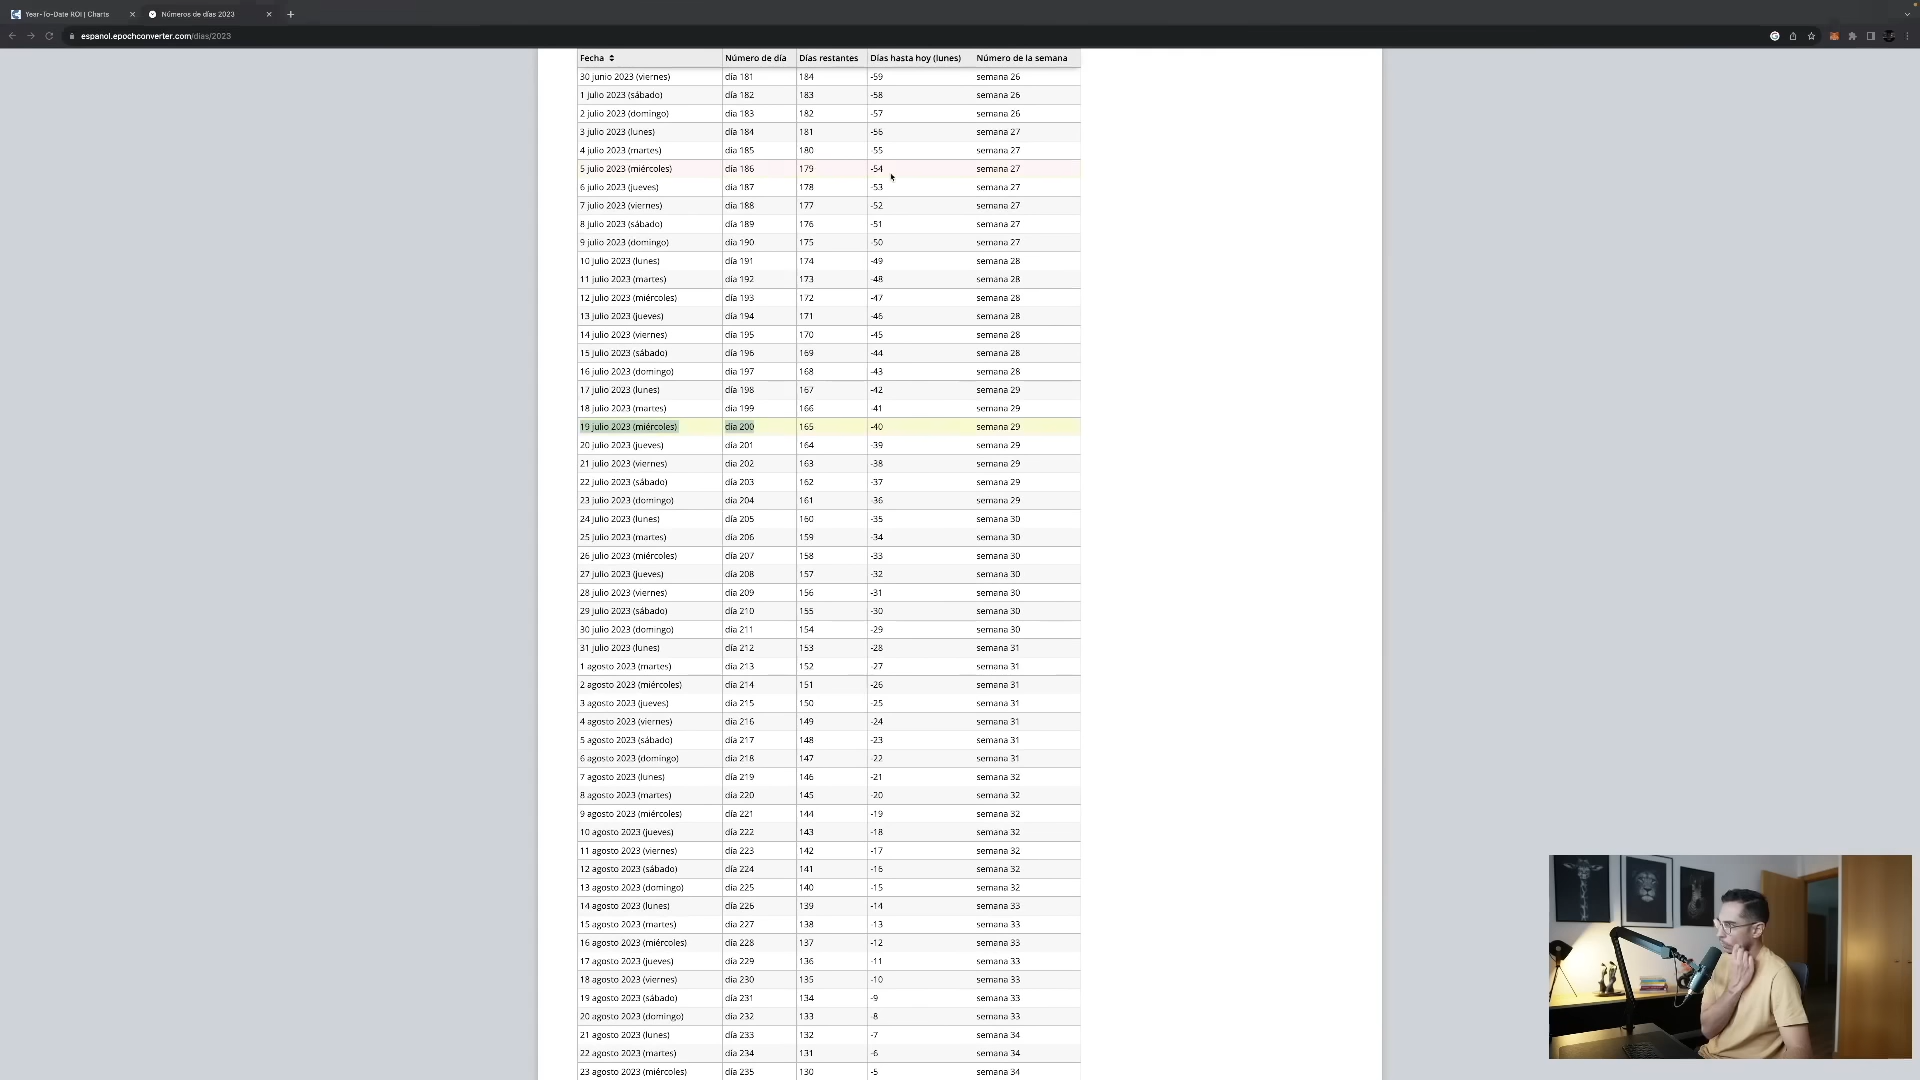 Year-To-Date ROI | Charts
Números de días 2023
espanol.epochconverter.com/dias/2023
Fecha Número de día Días restantes Días hasta hoy (lunes) Número de la semana
30 junio 2023 (viernes) día 181 184 -59 semana 26
1 julio 2023 (sábado) día 182 183 -58 semana 26
2 julio 2023 (domingo) día 183 182 -57 semana 26
3 julio 2023 (lunes) día 184 181 -56 semana 27
4 julio 2023 (martes) día 185 180 -55 semana 27
5 julio 2023 (miércoles) día 186 179 -54 semana 27
6 julio 2023 (jueves) día 187 178 -53 semana 27
7 julio 2023 (viernes) día 188 177 -52 semana 27
8 julio 2023 (sábado) día 189 176 -51 semana 27
9 julio 2023 (domingo) día 190 175 -50 semana 27
10 julio 2023 (lunes) día 191 174 -49 semana 28
11 julio 2023 (martes) día 192 173 -48 semana 28
12 julio 2023 (miércoles) día 193 172 -47 semana 28
13 julio 2023 (jueves) día 194 171 -46 semana 28
14 julio 2023 (viernes) día 195 170 -45 semana 28
15 julio 2023 (sábado) día 196 169 -44 semana 28
16 julio 2023 (domingo) día 197 168 -43 semana 28
17 julio 2023 (lunes) día 198 167 -42 semana 29
18 julio 2023 (martes) día 199 166 -41 semana 29
19 julio 2023 (miércoles) día 200 165 -40 semana 29
20 julio 2023 (jueves) día 201 164 -39 semana 29
21 julio 2023 (viernes) día 202 163 -38 semana 29
22 julio 2023 (sábado) día 203 162 -37 semana 29
23 julio 2023 (domingo) día 204 161 -36 semana 29
24 julio 2023 (lunes) día 205 160 -35 semana 30
25 julio 2023 (martes) día 206 159 -34 semana 30
26 julio 2023 (miércoles) día 207 158 -33 semana 30
27 julio 2023 (jueves) día 208 157 -32 semana 30
28 julio 2023 (viernes) día 209 156 -31 semana 30
29 julio 2023 (sábado) día 210 155 -30 semana 30
30 julio 2023 (domingo) día 211 154 -29 semana 30
31 julio 2023 (lunes) día 212 153 -28 semana 31
1 agosto 2023 (martes) día 213 152 -27 semana 31
2 agosto 2023 (miércoles) día 214 151 -26 semana 31
3 agosto 2023 (jueves) día 215 150 -25 semana 31
4 agosto 2023 (viernes) día 216 149 -24 semana 31
5 agosto 2023 (sábado) día 217 148 -23 semana 31
6 agosto 2023 (domingo) día 218 147 -22 semana 31
7 agosto 2023 (lunes) día 219 146 -21 semana 32
8 agosto 2023 (martes) día 220 145 -20 semana 32
9 agosto 2023 (miércoles) día 221 144 -19 semana 32
10 agosto 2023 (jueves) día 222 143 -18 semana 32
11 agosto 2023 (viernes) día 223 142 -17 semana 32
12 agosto 2023 (sábado) día 224 141 -16 semana 32
13 agosto 2023 (domingo) día 225 140 -15 semana 32
14 agosto 2023 (lunes) día 226 139 -14 semana 33
15 agosto 2023 (martes) día 227 138 -13 semana 33
16 agosto 2023 (miércoles) día 228 137 -12 semana 33
17 agosto 2023 (jueves) día 229 136 -11 semana 33
18 agosto 2023 (viernes) día 230 135 -10 semana 33
19 agosto 2023 (sábado) día 231 134 -9 semana 33
20 agosto 2023 (domingo) día 232 133 -8 semana 33
21 agosto 2023 (lunes) día 233 132 -7 semana 34
22 agosto 2023 (martes) día 234 131 -6 semana 34
23 agosto 2023 (miércoles) día 235 130 -5 semana 34